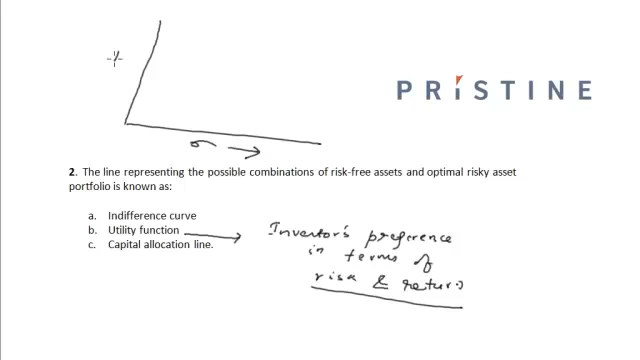 PRiSTINE
σ
2. The line representing the possible combinations of risk-free assets and optimal risky asset
portfolio is known as:
a. Indifference curve
b. Utility function
c. Capital allocation line.
Investor's preference
in terms of
risk & return